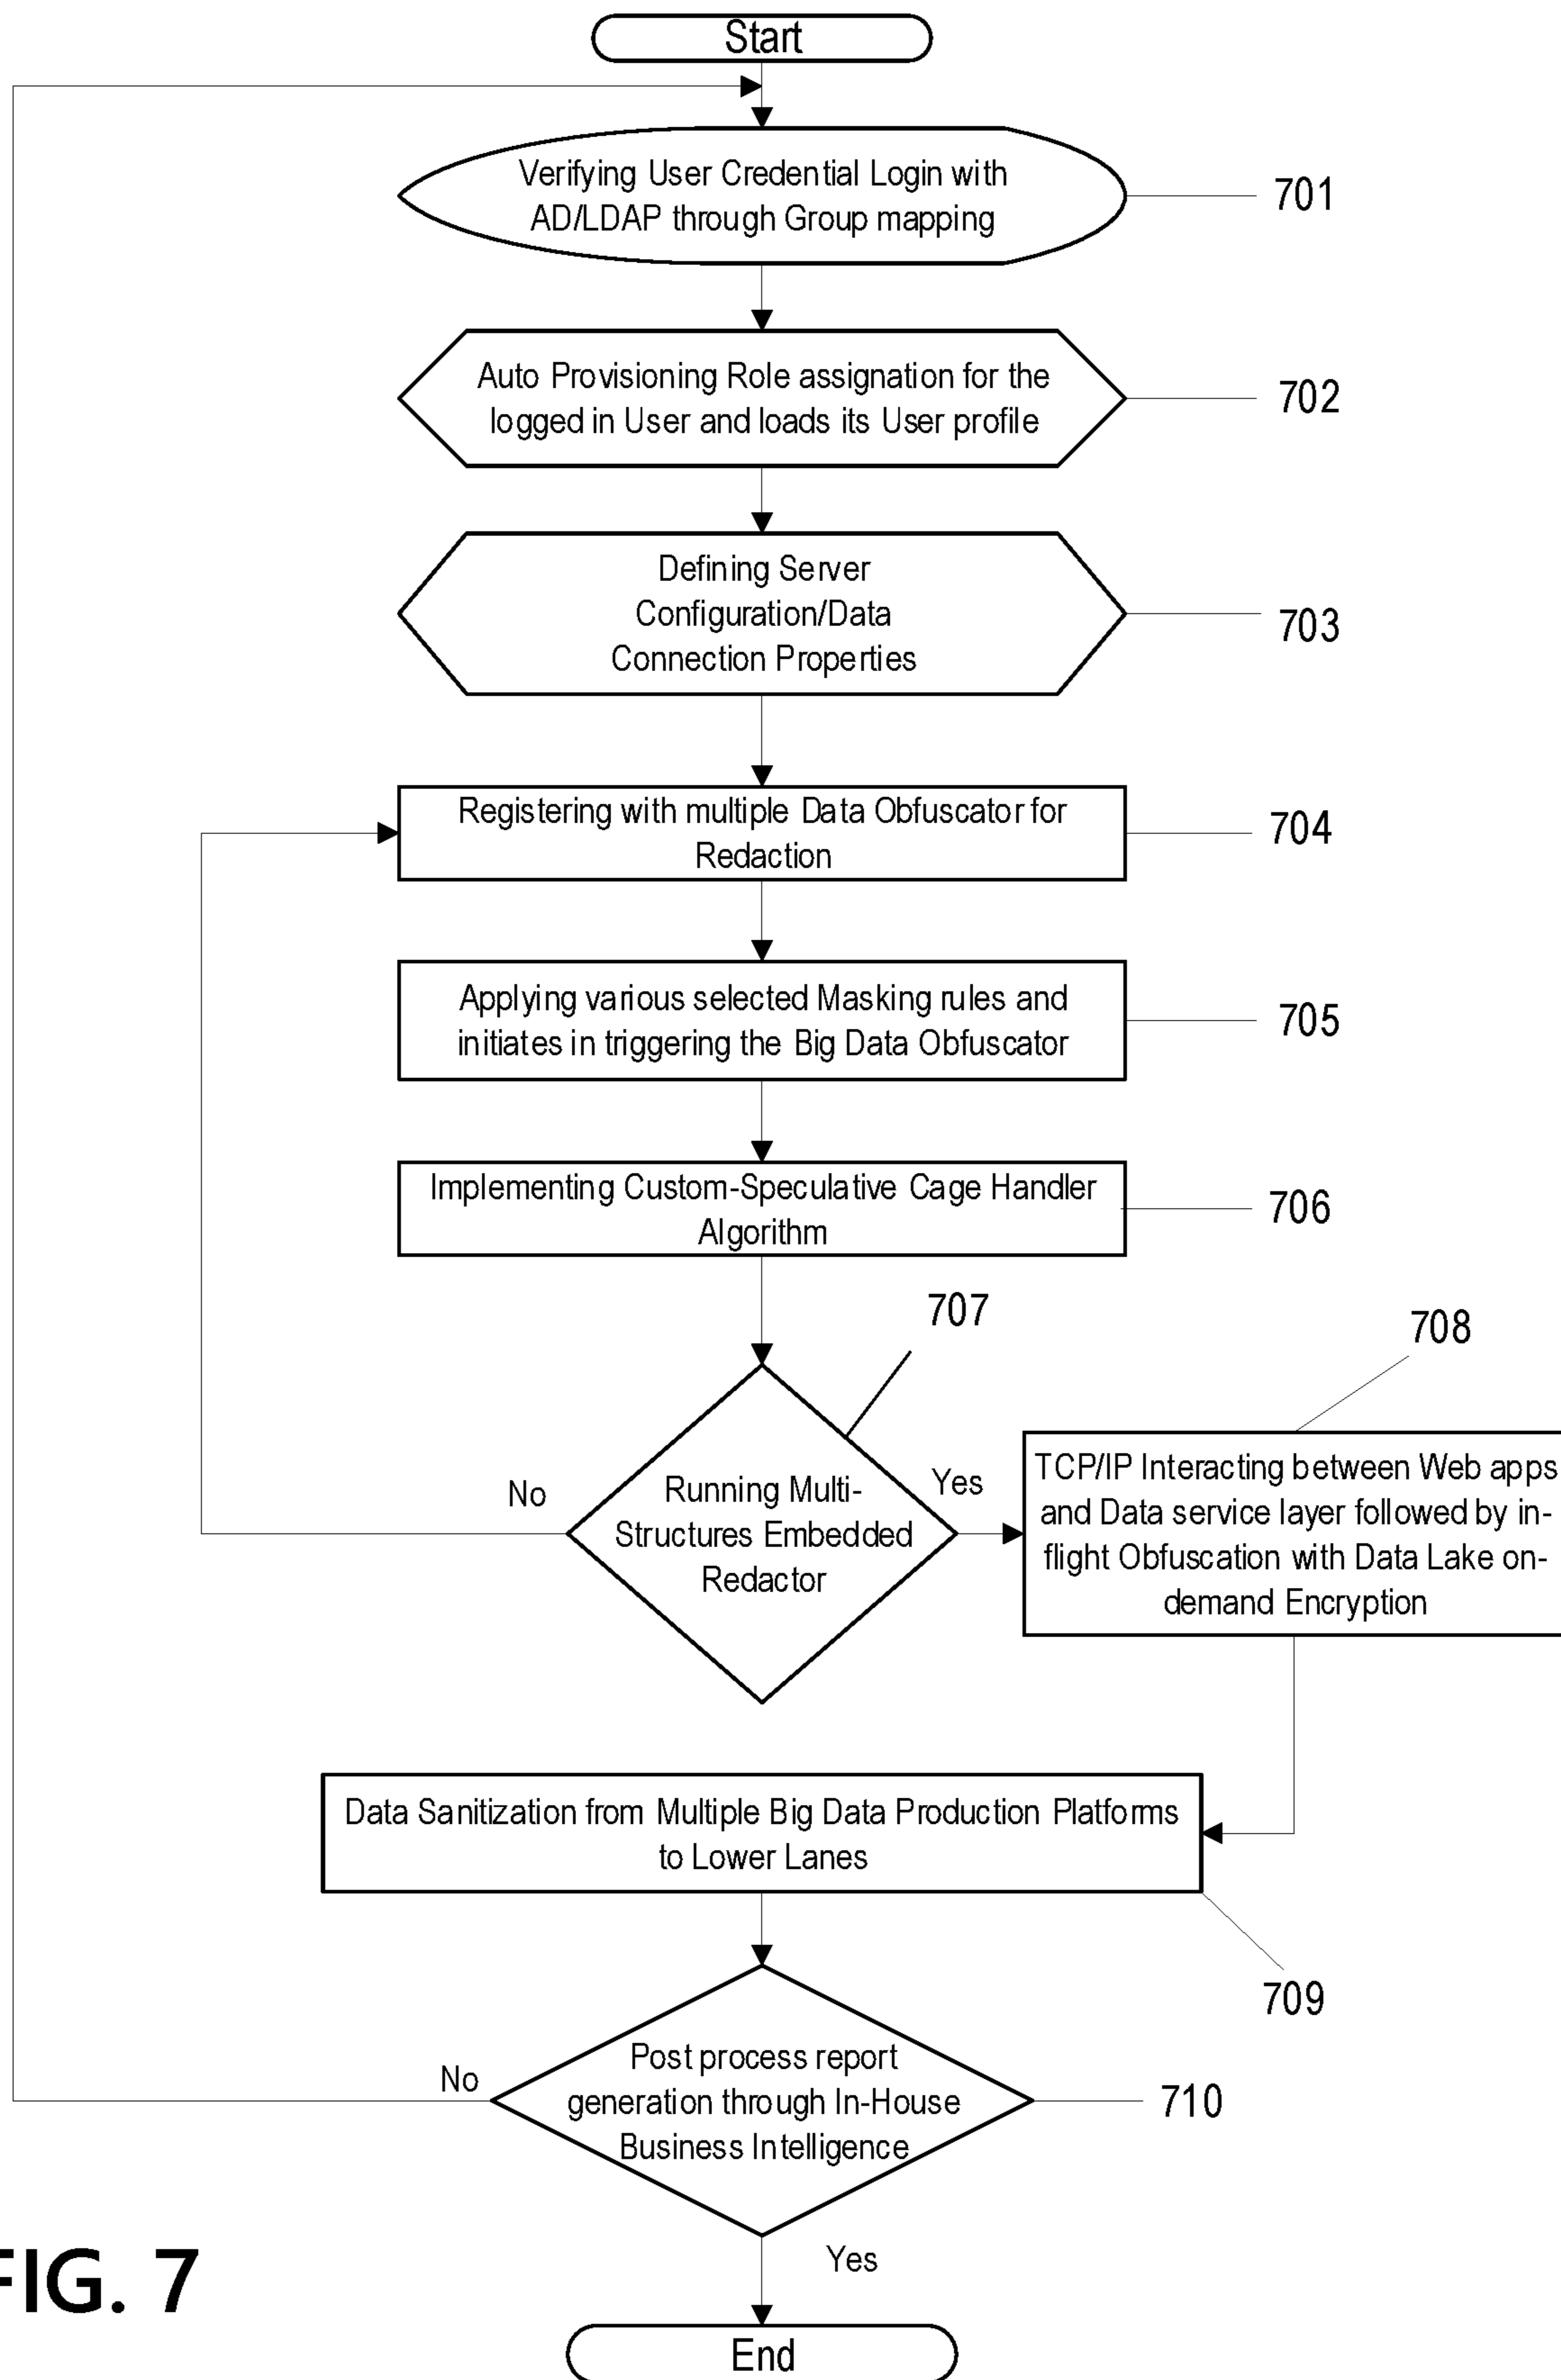 Start
Verifying User Credential Login with
AD/LDAP through Group mapping
701
Auto Provisioning Role assignation for the
logged in User and loads its User profile
702
Defining Server
Configuration/Data
Connection Properties
703
Registering with multiple Data Obfuscator for
Redaction
704
Applying various selected Masking rules and
initiates in triggering the Big Data Obfuscator
705
Implementing Custom-Speculative Cage Handler
Algorithm
706
707
708
No
Running Multi-
Structures Embedded
Redactor
Yes
TCP/IP Interacting between Web apps
and Data service layer followed by in-
flight Obfuscation with Data Lake on-
demand Encryption
Data Sanitization from Multiple Big Data Production Platforms
to Lower Lanes
709
No
Post process report
generation through In-House
Business Intelligence
710
Yes
FIG. 7
End